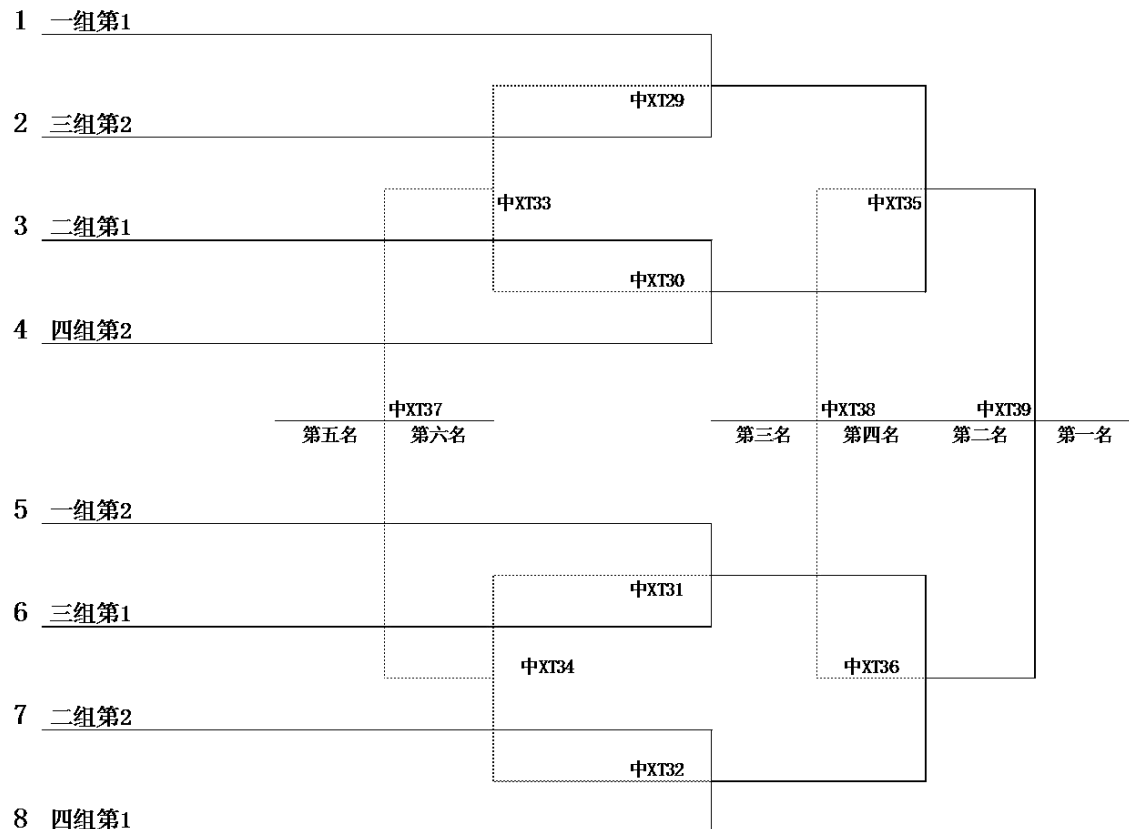 1 一组第1
中XT29
2 三组第2
中XT33 中XT35
3 二组第1
中XT30
4 四组第2
中XT37 中XT38 中XT39
第五名 第六名 第三名 第四名 第二名 第一名
5 一组第2
中XT31
6 三组第1
中XT34 中XT36
7 二组第2
中XT32
8 四组第1